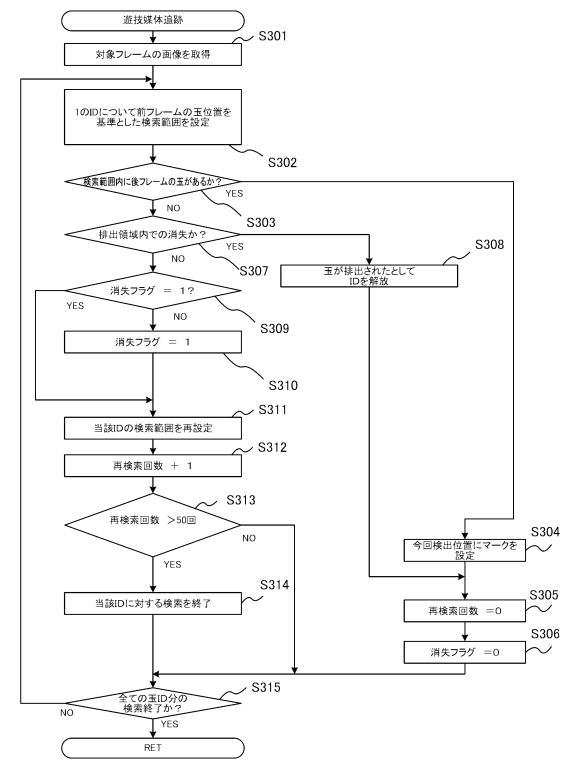 遊技媒体追跡
S301
対象フレームの画像を取得
1のIDについて前フレームの玉位置を
基準とした検索範囲を設定
S302
検索範囲内に後フレームの玉があるか?
YES
NO
S303
排出領域内での消失か?
YES
NO
S307
S308
玉が排出されたとして
IDを解放
消失フラグ = 1?
YES
NO
S309
消失フラグ = 1
S310
S311
当該IDの検索範囲を再設定
S312
再検索回数 + 1
S313
再検索回数 >50回
NO
YES
S304
今回検出位置にマークを
設定
S314
当該IDに対する検索を終了
S305
再検索回数 =0
S306
消失フラグ =0
S315
全ての玉ID分の
検索終了か?
NO
YES
RET